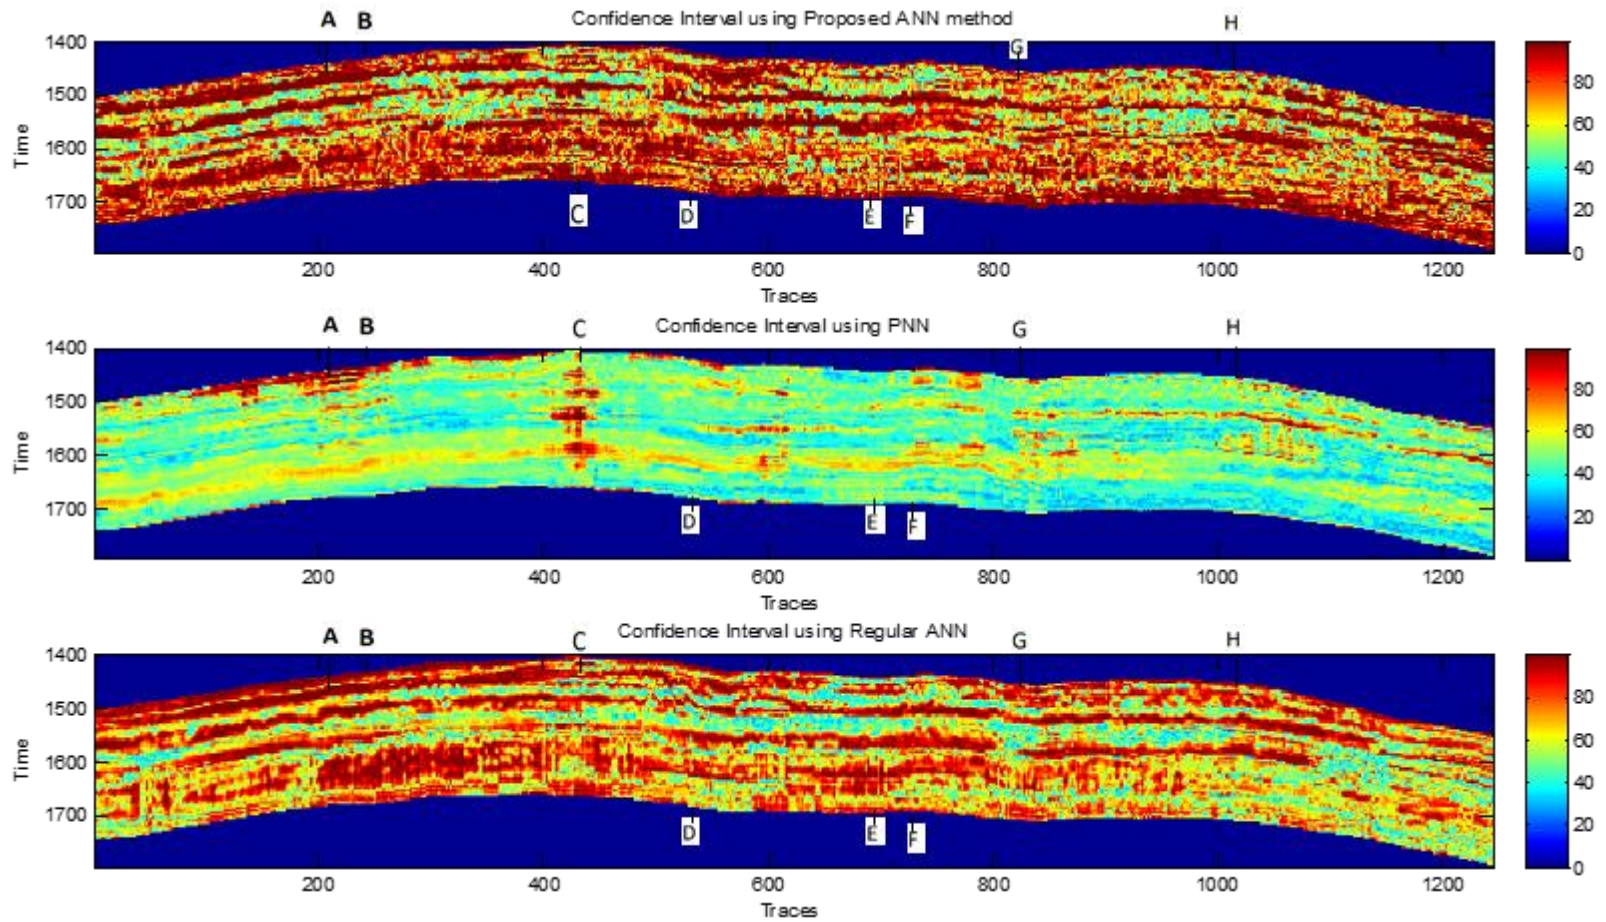 A B Confidence Interval using Proposed ANN method H
G
1400
1500
1600
1700
Time
C D E F
200 400 600 800 1000 1200
Traces
80
60
40
20
0
A B C Confidence Interval using PNN G H
1400
1500
1600
1700
Time
D E F
200 400 600 800 1000 1200
Traces
80
60
40
20
A B C Confidence Interval using Regular ANN G H
1400
1500
1600
1700
Time
D E F
200 400 600 800 1000 1200
Traces
80
60
40
20
0